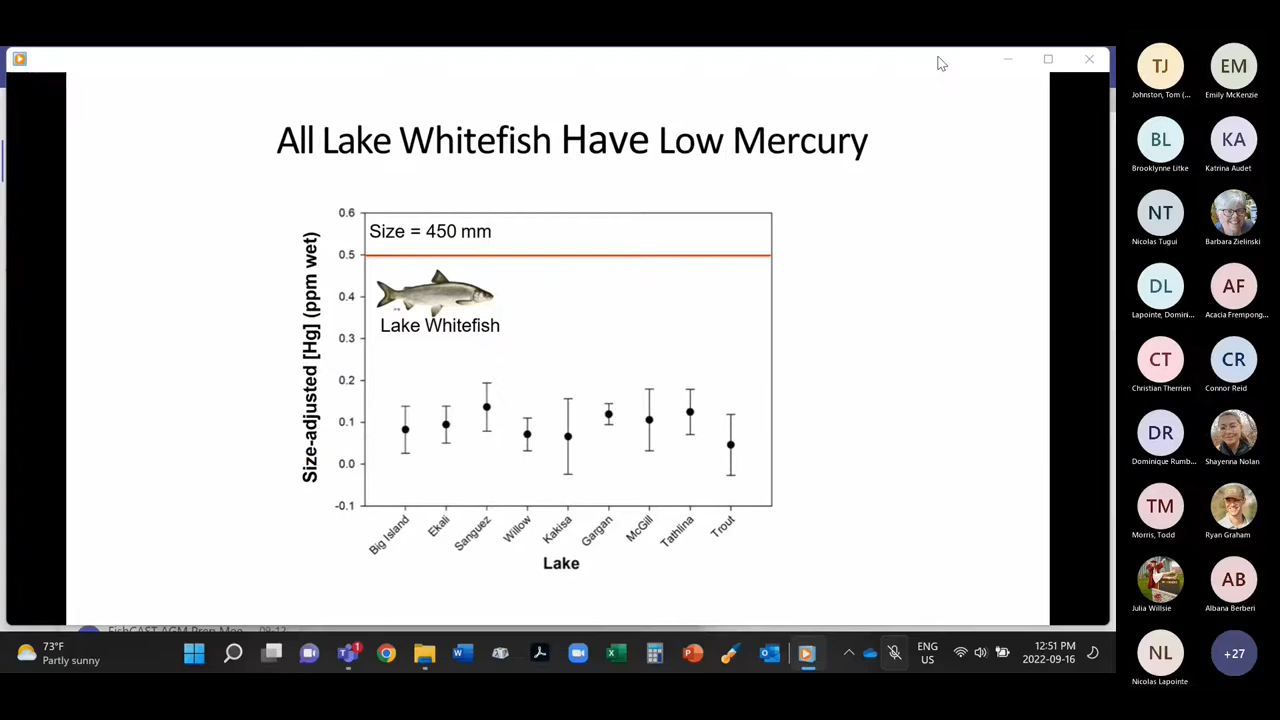 All Lake Whitefish Have Low Mercury
Size = 450 mm
Lake Whitefish
Size-adjusted [Hg] (ppm wet)
0.6
0.5
0.4
0.3
0.2
0.1
0.0
-0.1
Big Island
Ekali
Sanguez
Willow
Kakisa
Gargan
McGill
Tathlina
Trout
Lake
TJ
Johnston, Tom (...
EM
Emily McKenzie
BL
Brooklynne Litke
KA
Katrina Audet
NT
Nicolas Tugui
Barbara Zielinski
DL
Lapointe, Domini...
AF
Acacia Frempong...
CT
Christian Therrien
CR
Connor Reid
DR
Dominique Rumb...
Shayenna Nolan
TM
Morris, Todd
Ryan Graham
Julia Willsie
AB
Albana Berberi
NL
Nicolas Lapointe
+27
73°F
Partly sunny
1
ENG
US
12:51 PM
2022-09-16